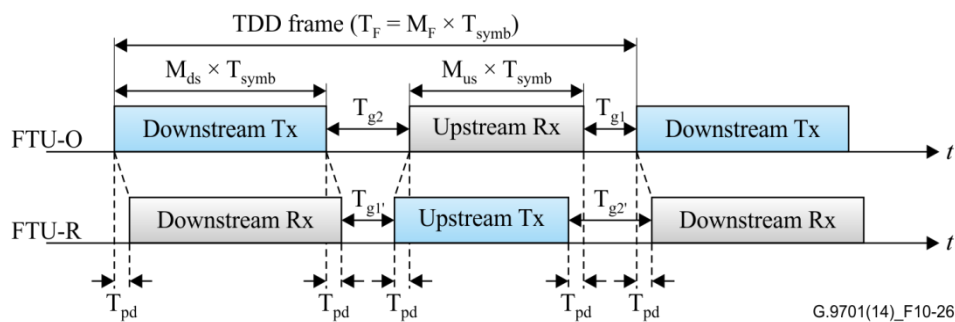 TDD frame (T_F = M_F × T_symb)
M_ds × T_symb
M_us × T_symb
T_g2
T_g1
Downstream Tx
Upstream Rx
Downstream Tx
FTU-O
t
T_g1'
T_g2'
Downstream Rx
Upstream Tx
Downstream Rx
FTU-R
t
T_pd
T_pd
T_pd
T_pd
T_pd
G.9701(14)_F10-26